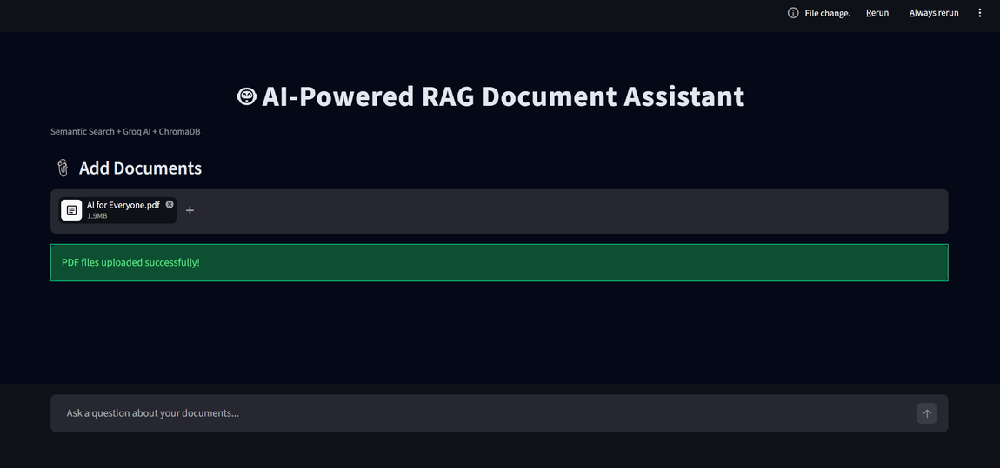 File change. Rerun Always rerun
AI-Powered RAG Document Assistant
Semantic Search + Groq AI + ChromaDB
Add Documents
AI for Everyone.pdf
1.9MB
PDF files uploaded successfully!
Ask a question about your documents...